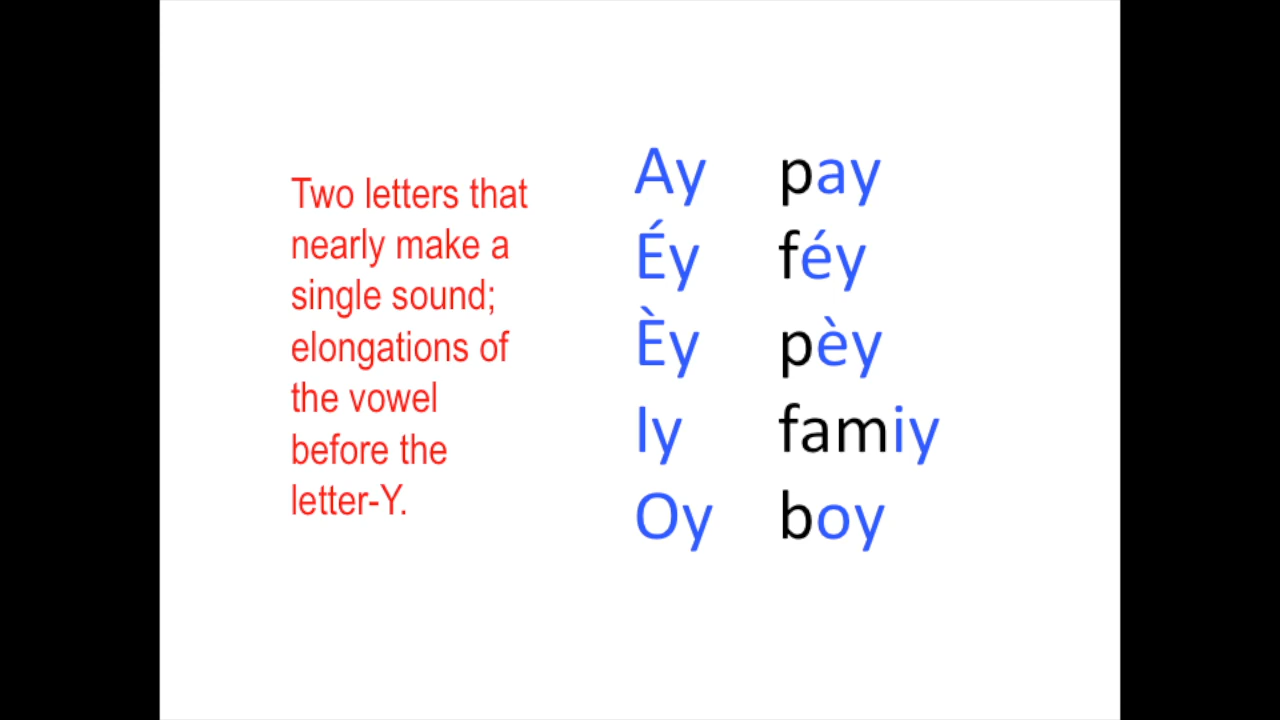 Two letters that
nearly make a
single sound;
elongations of
the vowel
before the
letter-Y.
Ay pay
Éy féy
Èy pèy
Iy famiy
Oy boy